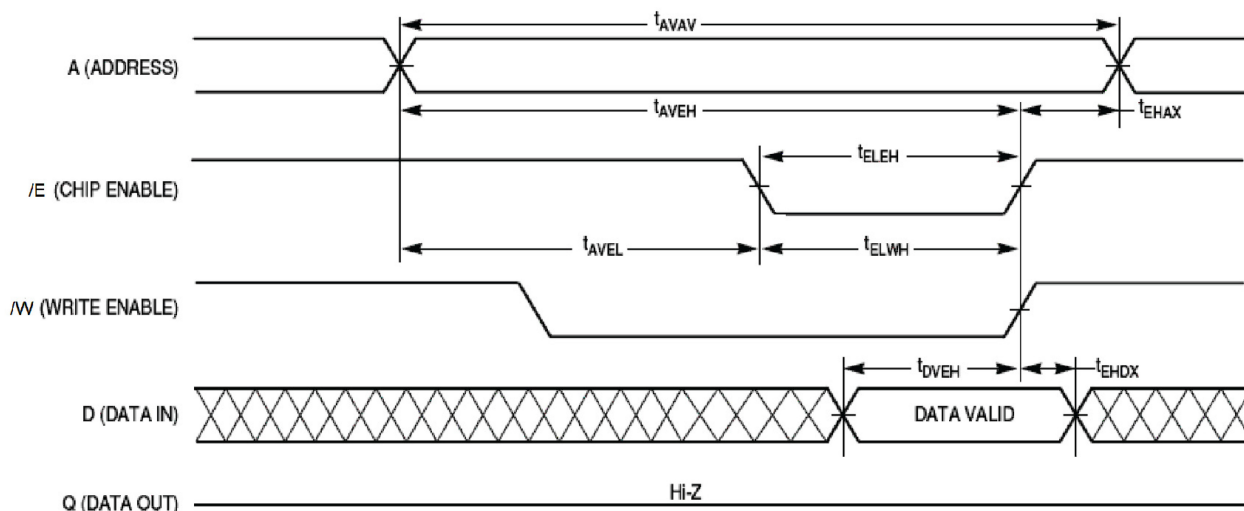 tAVAV
A (ADDRESS)
tAVEH
tEHAX
tELEH
/E (CHIP ENABLE)
tAVEL
tELWH
/W (WRITE ENABLE)
tDVEH
tEHDX
D (DATA IN)
DATA VALID
Hi-Z
Q (DATA OUT)